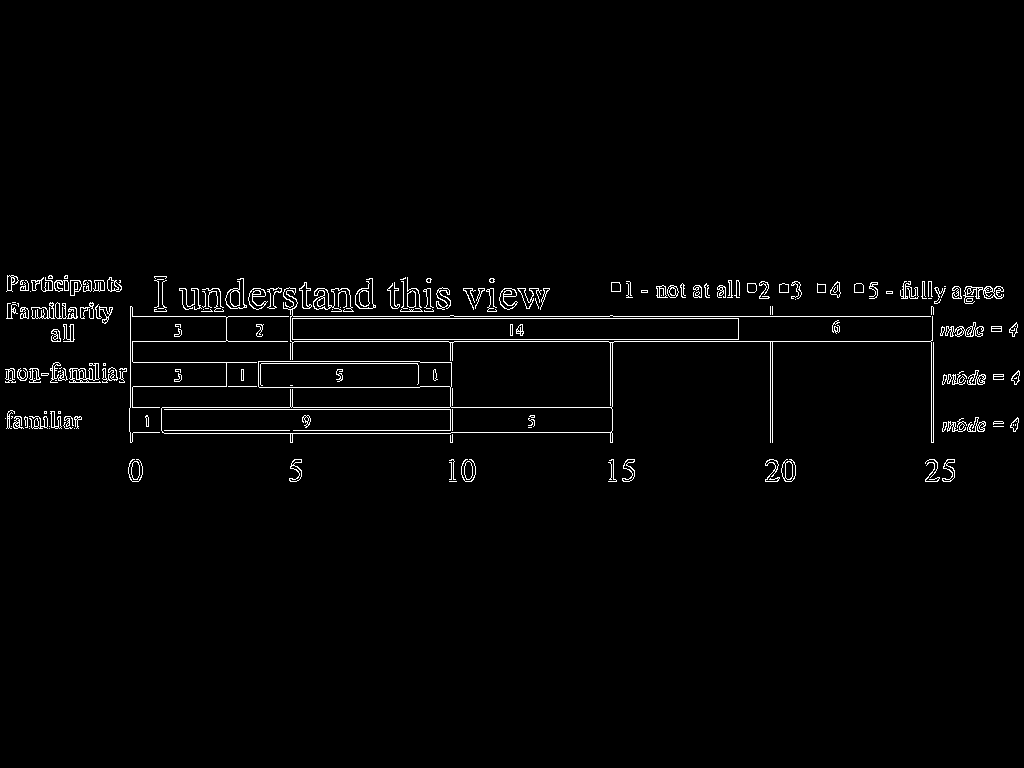 Participants
I understand this view
1 - not at all 2 3 4 5 - fully agree
Familiarity
all 3 2 14 6 mode = 4
non-familiar 3 1 5 1 mode = 4
familiar 1 9 5 mode = 4
0 5 10 15 20 25